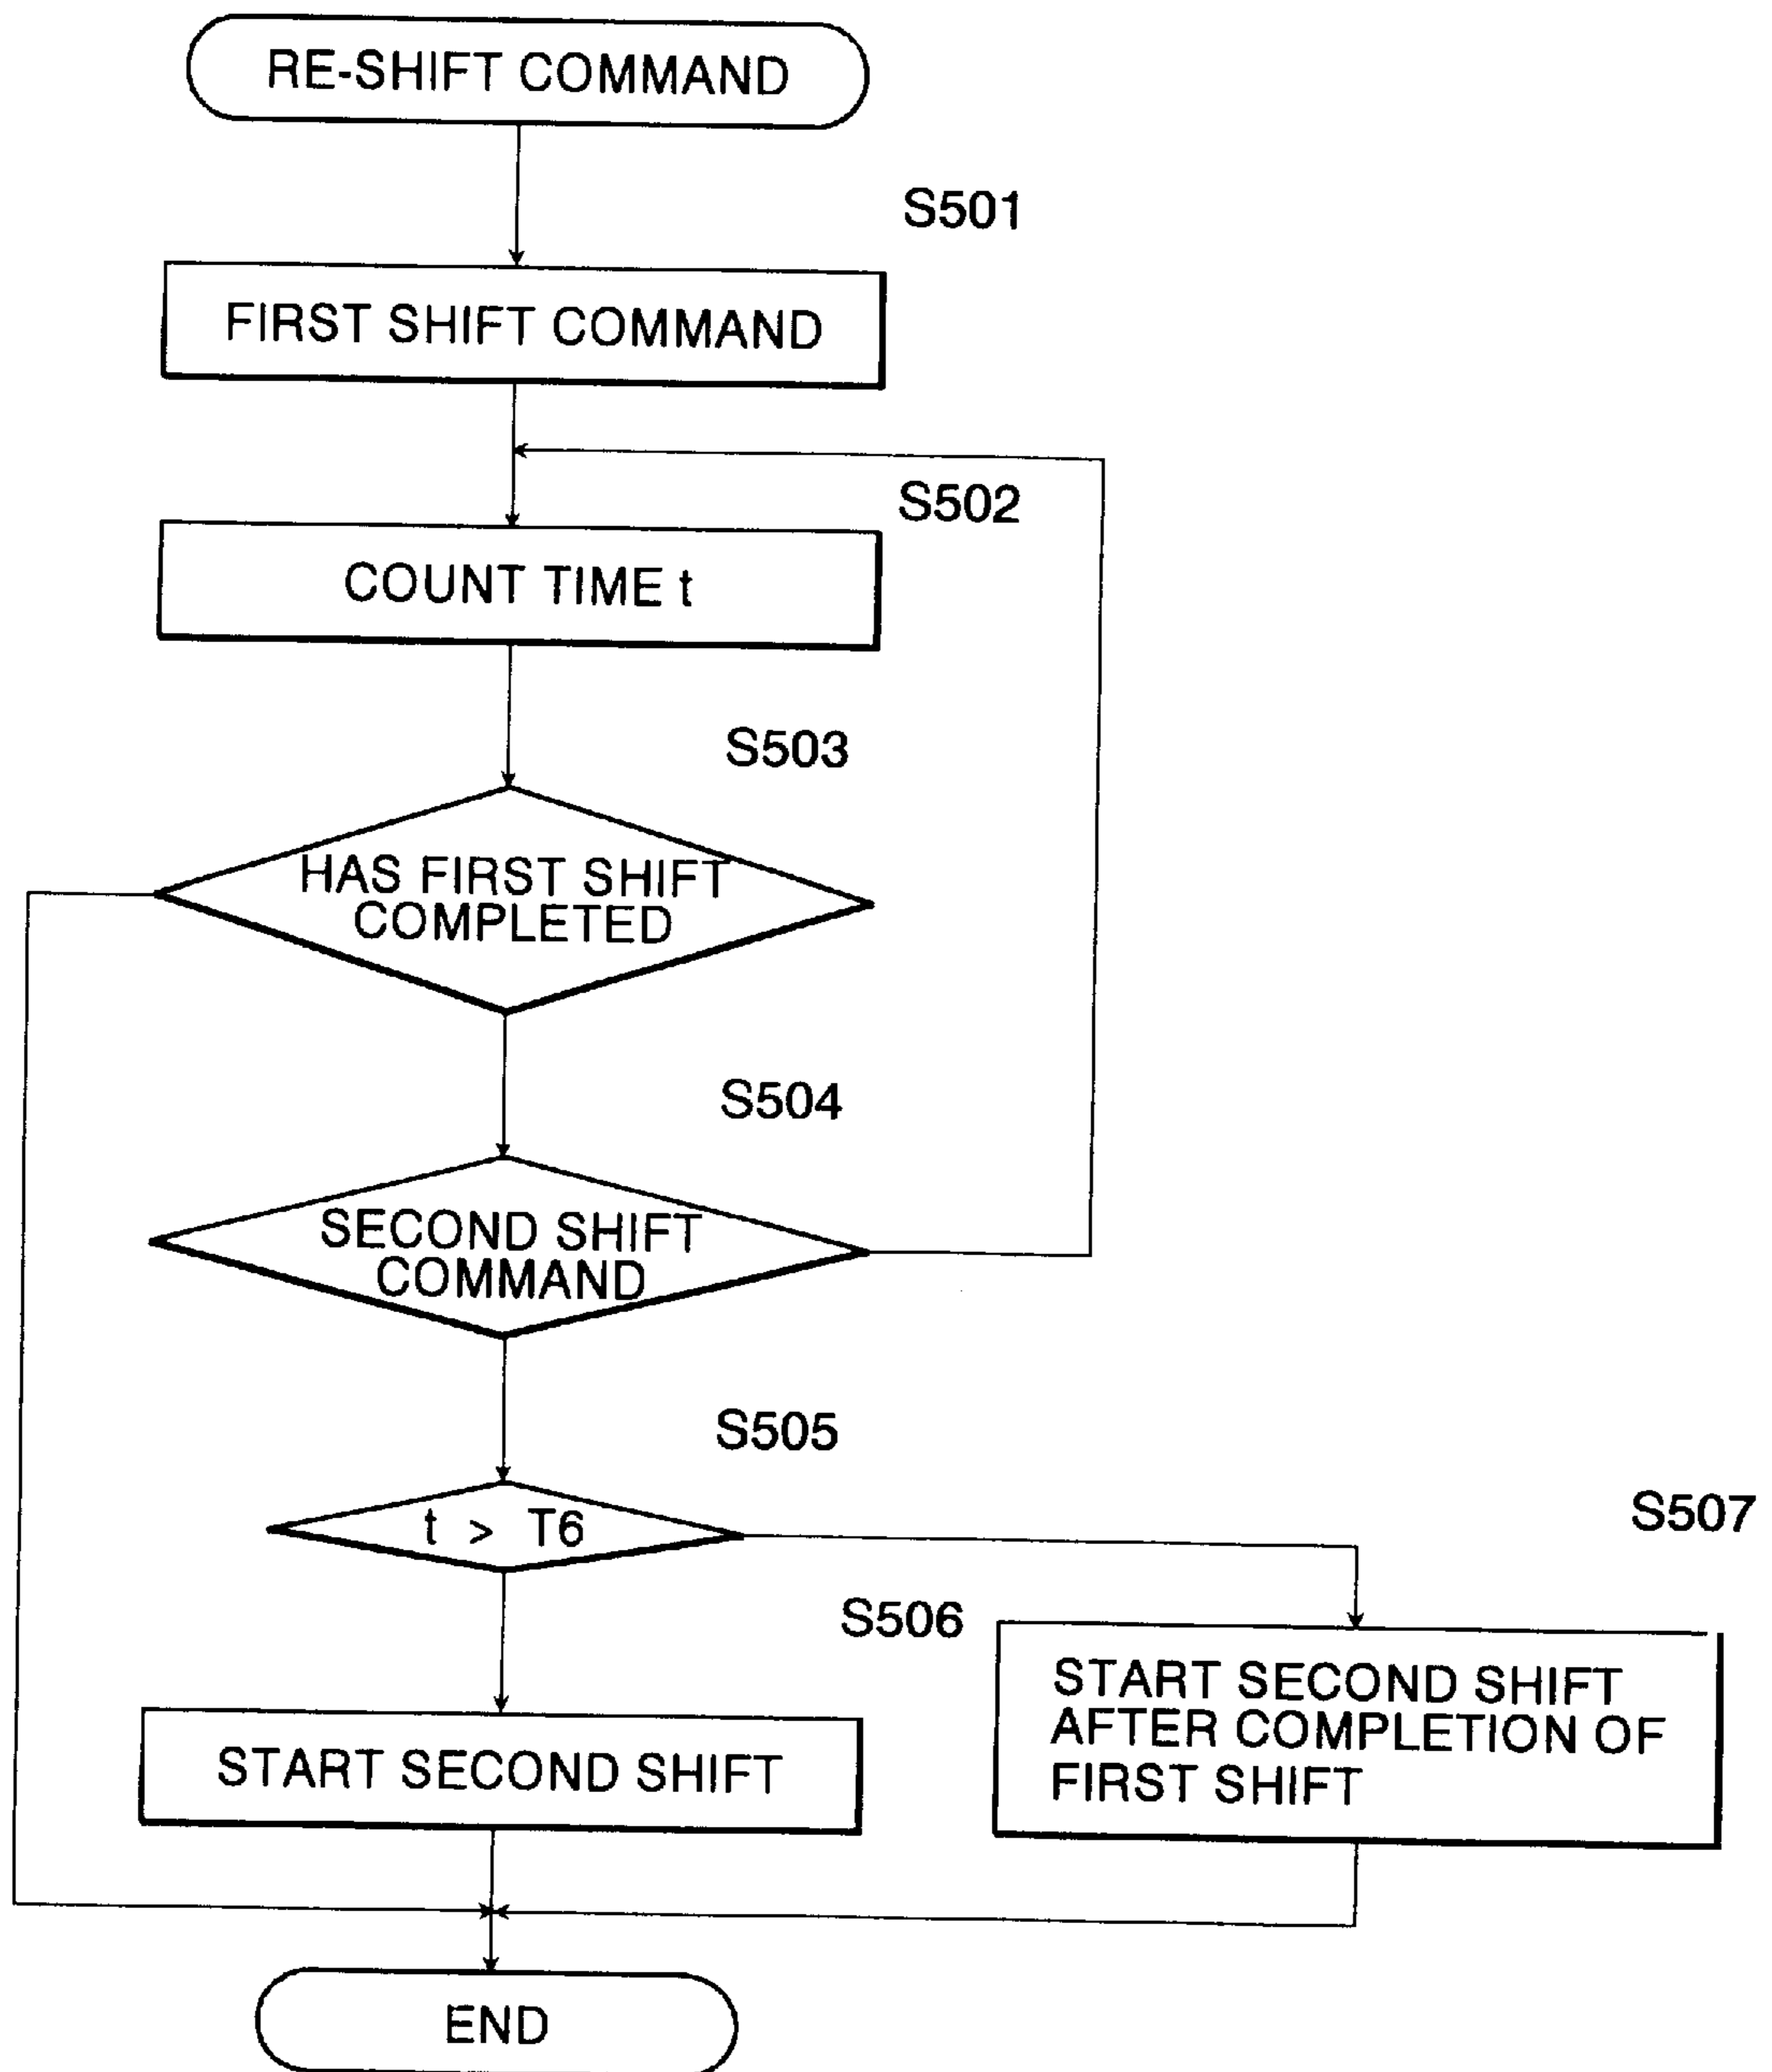 RE-SHIFT COMMAND
S501
FIRST SHIFT COMMAND
S502
COUNT TIME t
S503
HAS FIRST SHIFT
COMPLETED
S504
SECOND SHIFT
COMMAND
S505
t > T6
S507
S506
START SECOND SHIFT
AFTER COMPLETION OF
FIRST SHIFT
START SECOND SHIFT
END